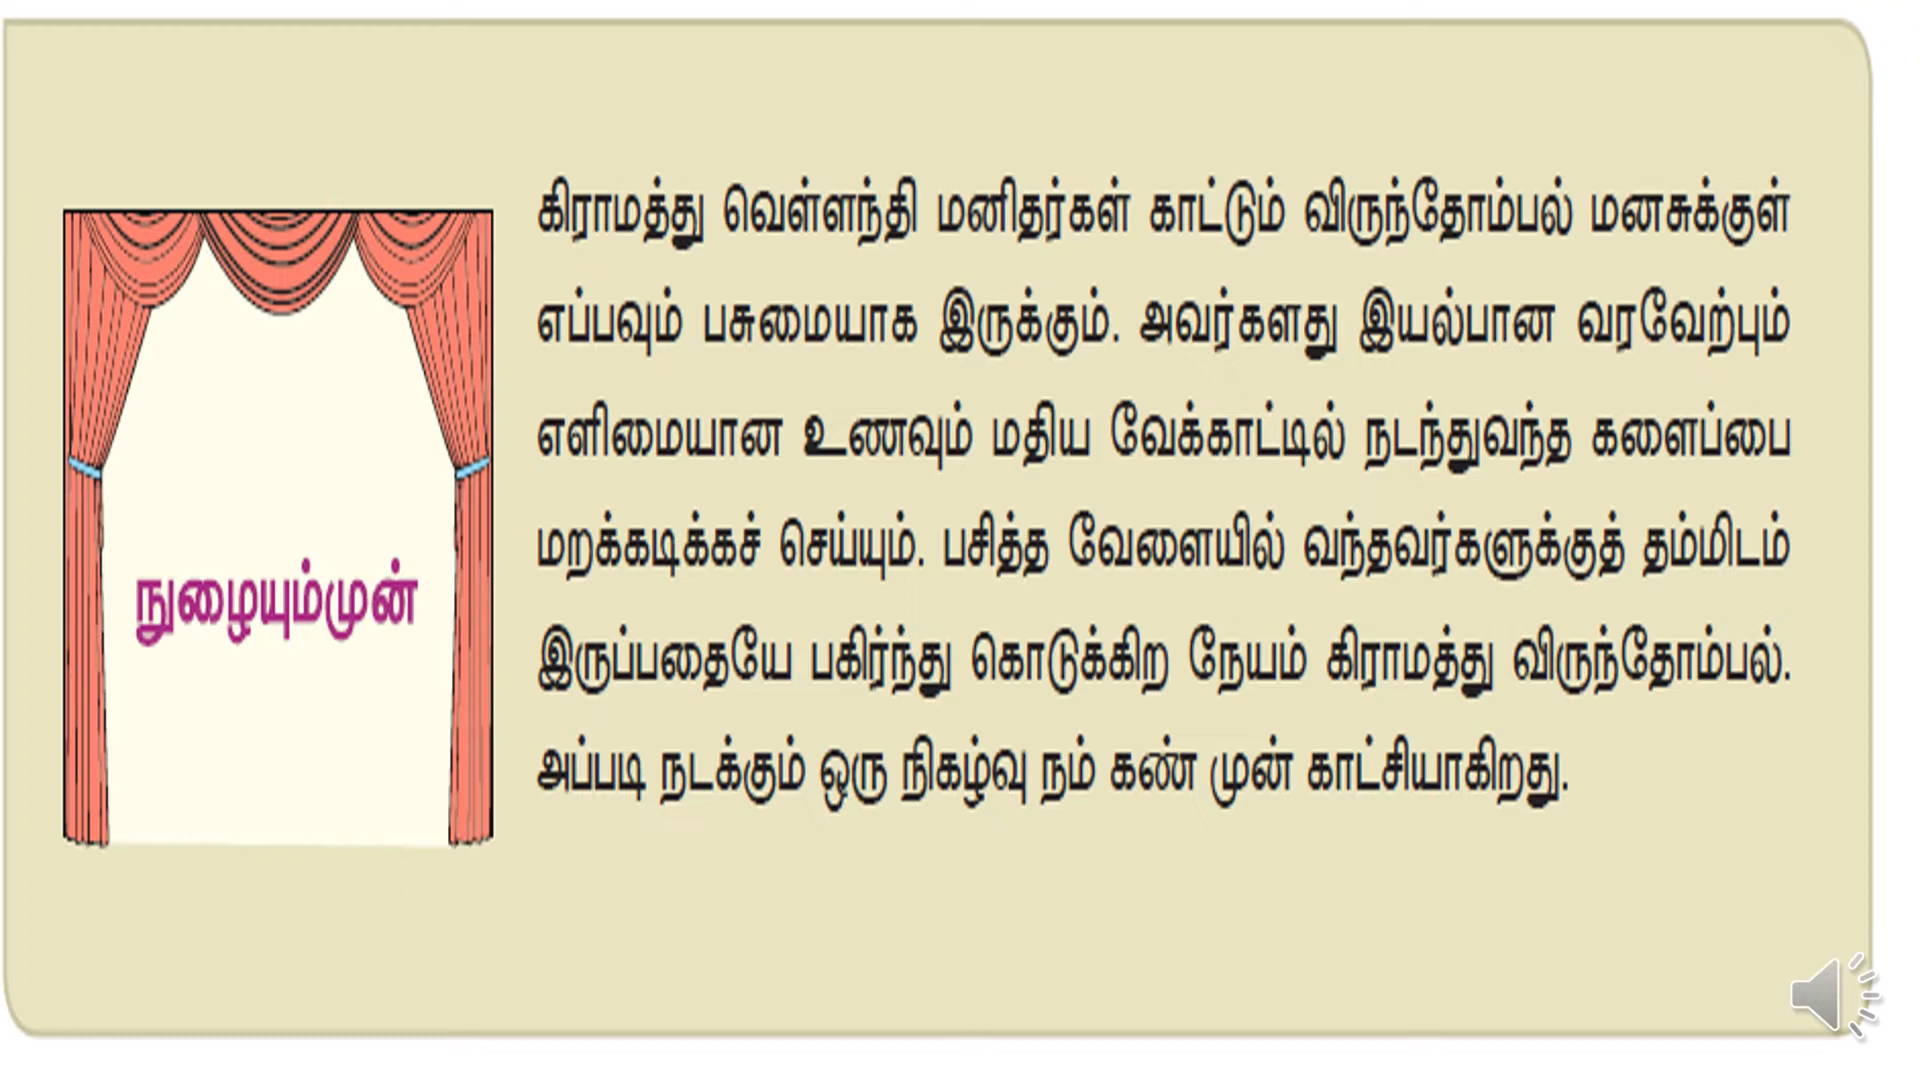 நுழையும்முன்
கிராமத்து வெள்ளந்தி மனிதர்கள் காட்டும் விருந்தோம்பல் மனசுக்குள்
எப்பவும் பசுமையாக இருக்கும். அவர்களது இயல்பான வரவேற்பும்
எளிமையான உணவும் மதிய வேக்காட்டில் நடந்துவந்த களைப்பை
மறக்கடிக்கச் செய்யும். பசித்த வேளையில் வந்தவர்களுக்குத் தம்மிடம்
இருப்பதையே பகிர்ந்து கொடுக்கிற நேயம் கிராமத்து விருந்தோம்பல்.
அப்படி நடக்கும் ஒரு நிகழ்வு நம் கண் முன் காட்சியாகிறது.